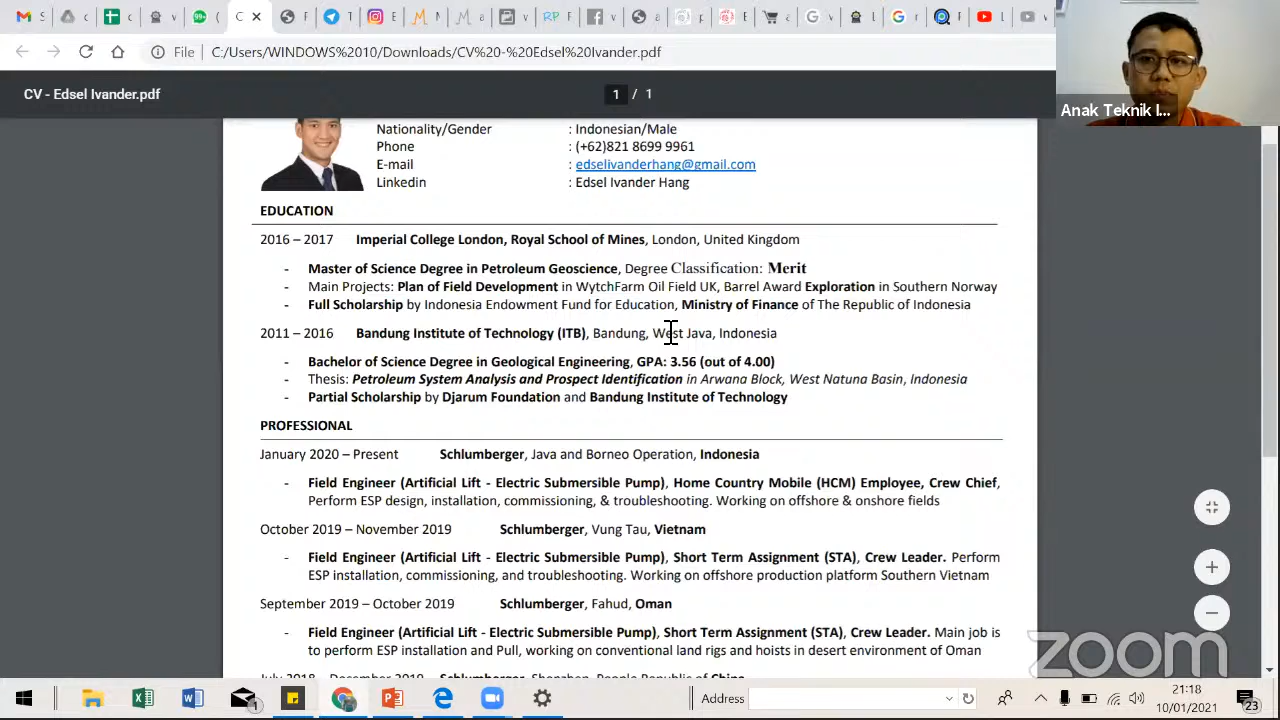 File
C:/Users/WINDOWS%2010/Downloads/CV%20-%20Edsel%20Ivander.pdf
CV - Edsel Ivander.pdf
1 / 1
Anak Teknik I...
Nationality/Gender : Indonesian/Male
Phone : (+62)821 8699 9961
E-mail : edselivanderhang@gmail.com
Linkedin : Edsel Ivander Hang
EDUCATION
2016 – 2017 Imperial College London, Royal School of Mines, London, United Kingdom
- Master of Science Degree in Petroleum Geoscience, Degree Classification: Merit
- Main Projects: Plan of Field Development in WytchFarm Oil Field UK, Barrel Award Exploration in Southern Norway
- Full Scholarship by Indonesia Endowment Fund for Education, Ministry of Finance of The Republic of Indonesia
2011 – 2016 Bandung Institute of Technology (ITB), Bandung, West Java, Indonesia
- Bachelor of Science Degree in Geological Engineering, GPA: 3.56 (out of 4.00)
- Thesis: Petroleum System Analysis and Prospect Identification in Arwana Block, West Natuna Basin, Indonesia
- Partial Scholarship by Djarum Foundation and Bandung Institute of Technology
PROFESSIONAL
January 2020 – Present Schlumberger, Java and Borneo Operation, Indonesia
- Field Engineer (Artificial Lift - Electric Submersible Pump), Home Country Mobile (HCM) Employee, Crew Chief,
Perform ESP design, installation, commissioning, & troubleshooting. Working on offshore & onshore fields
October 2019 – November 2019 Schlumberger, Vung Tau, Vietnam
- Field Engineer (Artificial Lift - Electric Submersible Pump), Short Term Assignment (STA), Crew Leader. Perform
ESP installation, commissioning, and troubleshooting. Working on offshore production platform Southern Vietnam
September 2019 – October 2019 Schlumberger, Fahud, Oman
- Field Engineer (Artificial Lift - Electric Submersible Pump), Short Term Assignment (STA), Crew Leader. Main job is
to perform ESP installation and Pull, working on conventional land rigs and hoists in desert environment of Oman
zoom
Address
21:18
10/01/2021
23